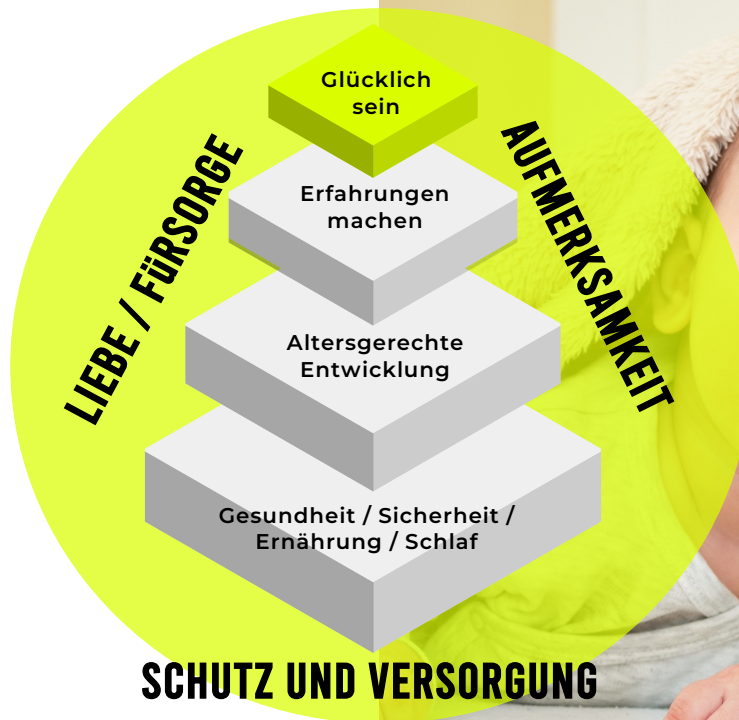 Glücklich
sein
Erfahrungen
machen
Altersgerechte
Entwicklung
Gesundheit / Sicherheit /
Ernährung / Schlaf
LIEBE / FüRSORGE
AUFMERKSAMKEIT
SCHUTZ UND VERSORGUNG